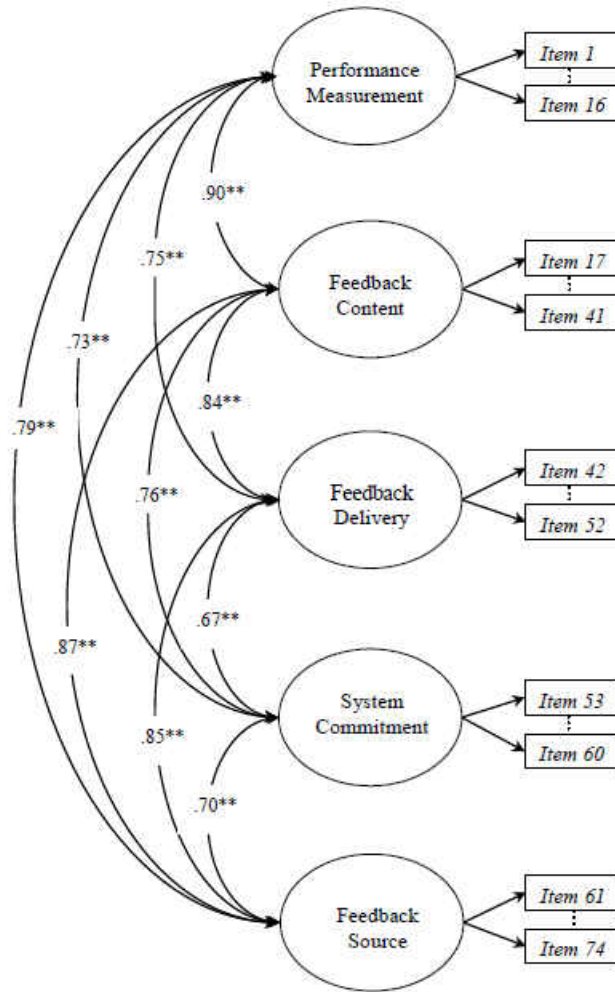 Performance
Measurement
Item 1
Item 16
.90**
.75**
Feedback
Content
Item 17
Item 41
.73**
.84**
.79**
Feedback
Delivery
Item 42
Item 52
.76**
.67**
.87**
System
Commitment
Item 53
Item 60
.85**
.70**
Feedback
Source
Item 61
Item 74